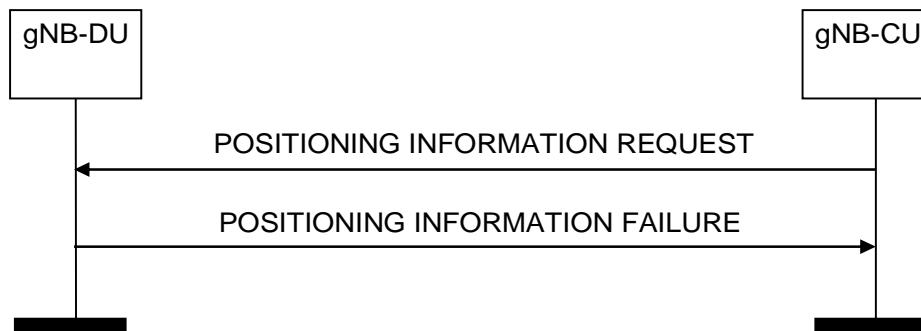 gNB-DU
gNB-CU
POSITIONING INFORMATION REQUEST
POSITIONING INFORMATION FAILURE